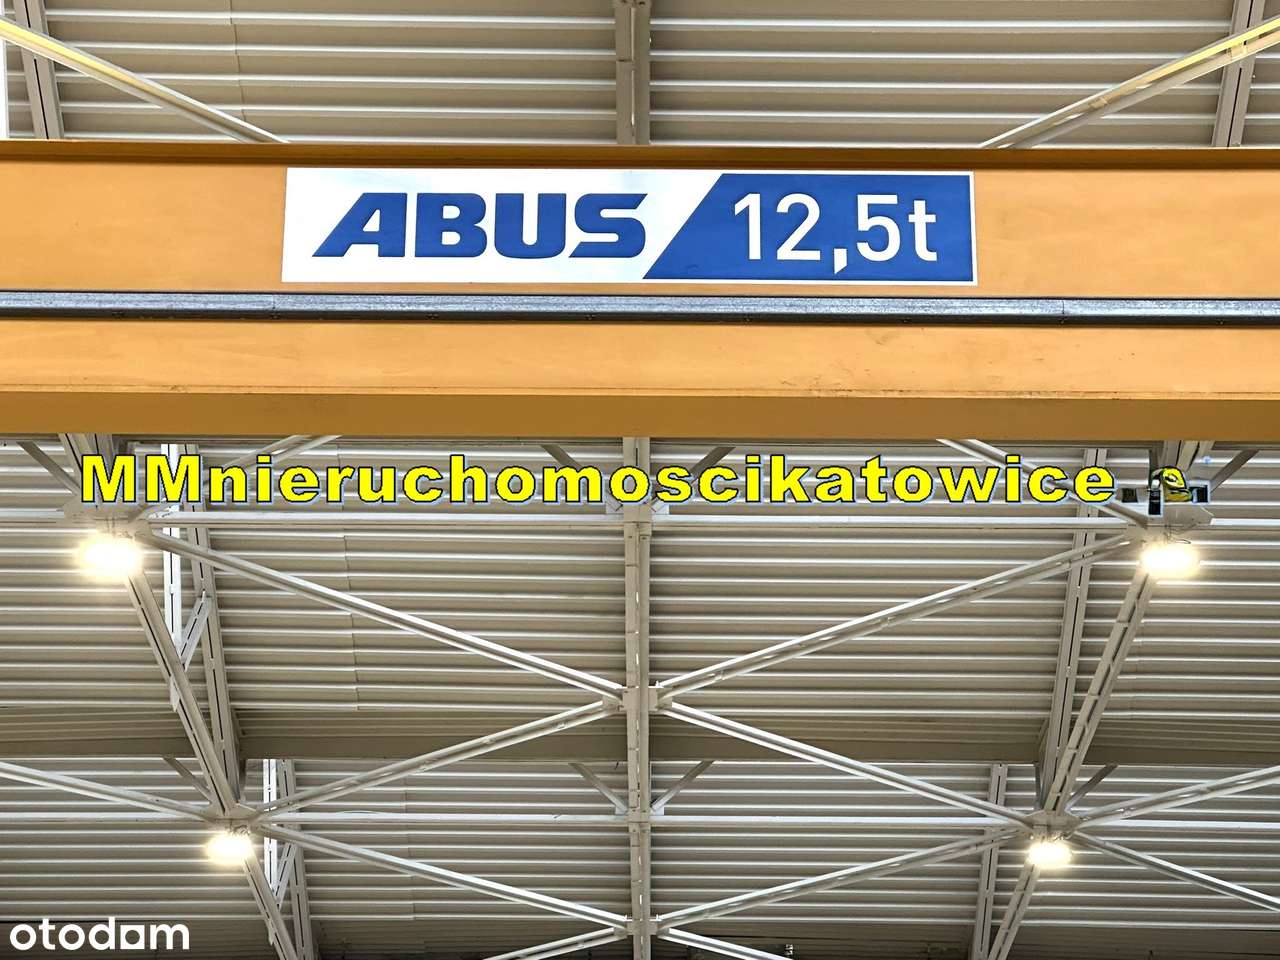 ABUS 12,5t
MMnieruchomoscikatowice
otodom